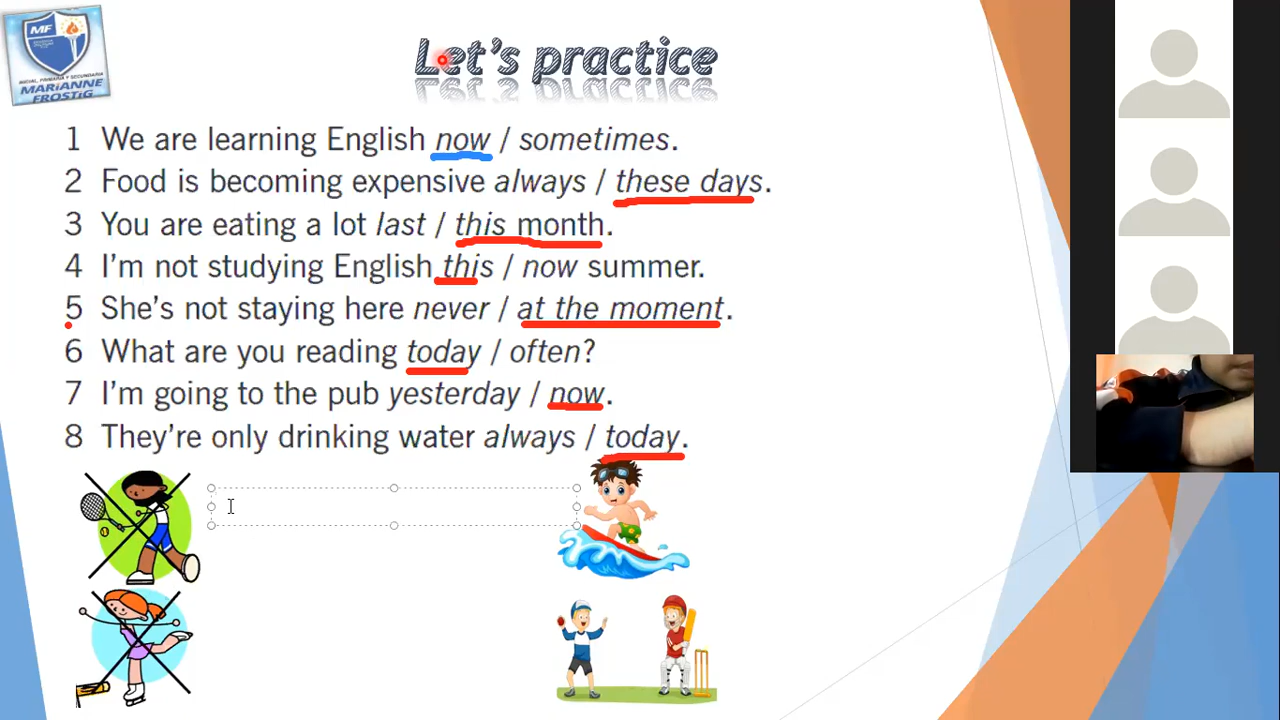 MF
INICIAL, PRIMARIA Y SECUNDARIA
MARIANNE
FROSTIG
Let's practice
1 We are learning English now / sometimes.
2 Food is becoming expensive always / these days.
3 You are eating a lot last / this month.
4 I'm not studying English this / now summer.
5 She's not staying here never / at the moment.
6 What are you reading today / often?
7 I'm going to the pub yesterday / now.
8 They're only drinking water always / today.